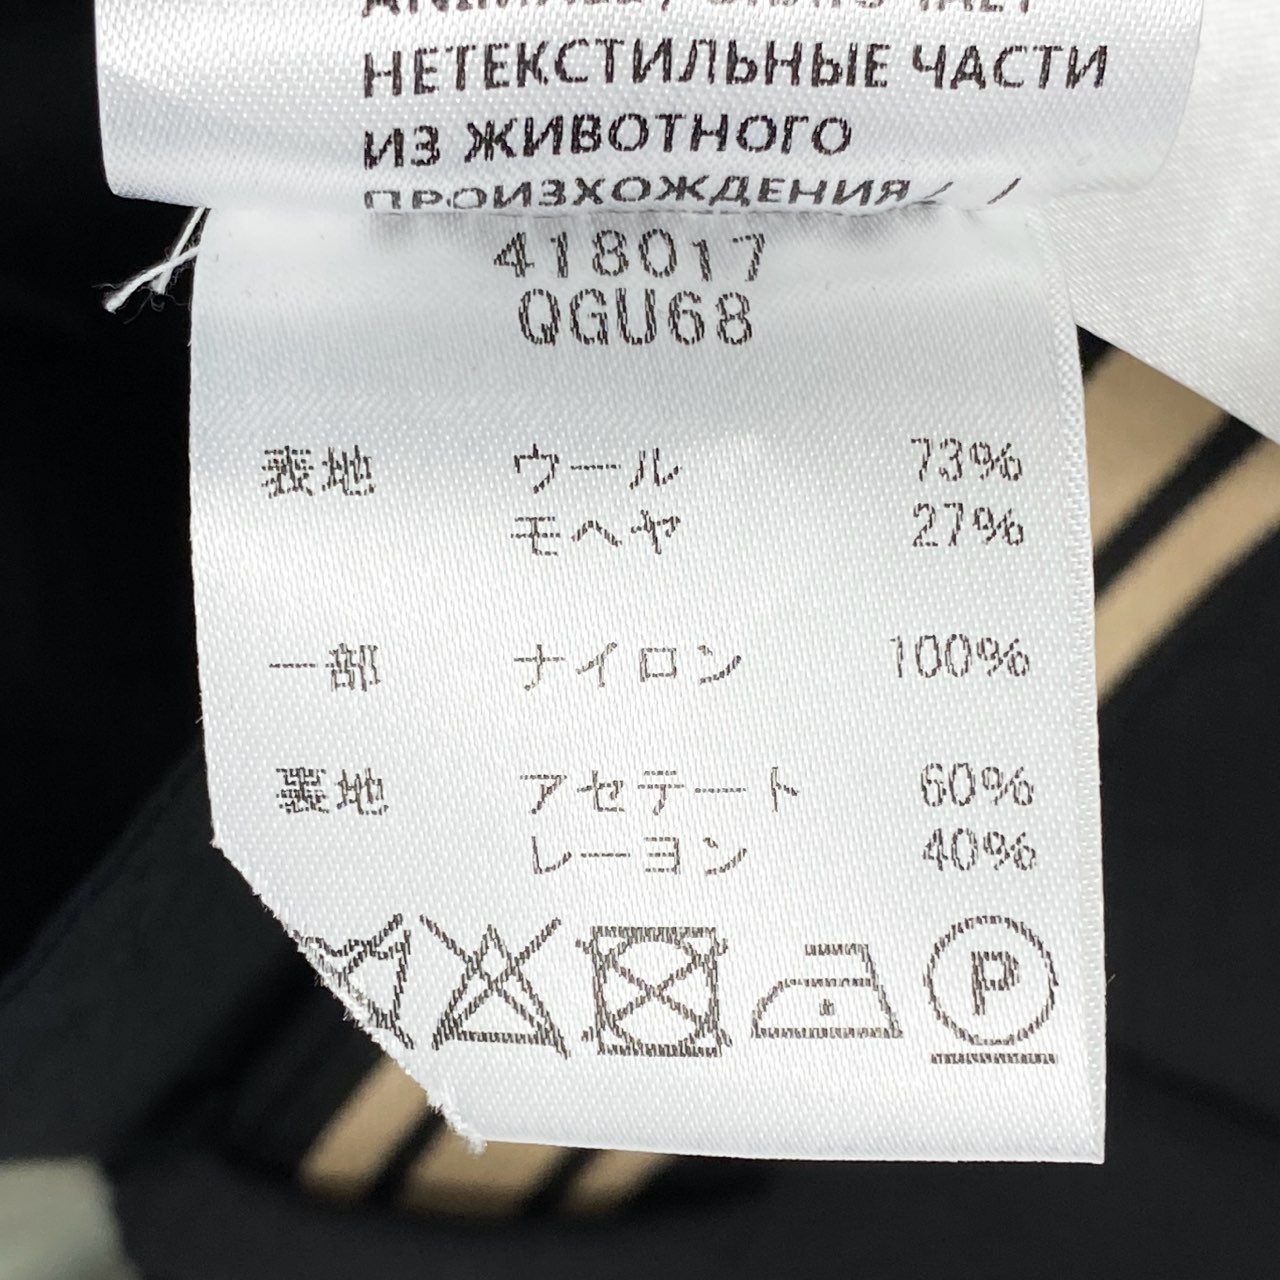 НЕТЕКСТИЛЬНЫЕ ЧАСТИ
ИЗ ЖИВОТНОГО
ПРОИЗХОЖДЕНИЯ
418017
QGU68
表地 ウール 73%
モヘヤ 27%
一部 ナイロン 100%
裏地 アセテート 60%
レーヨン 40%
P